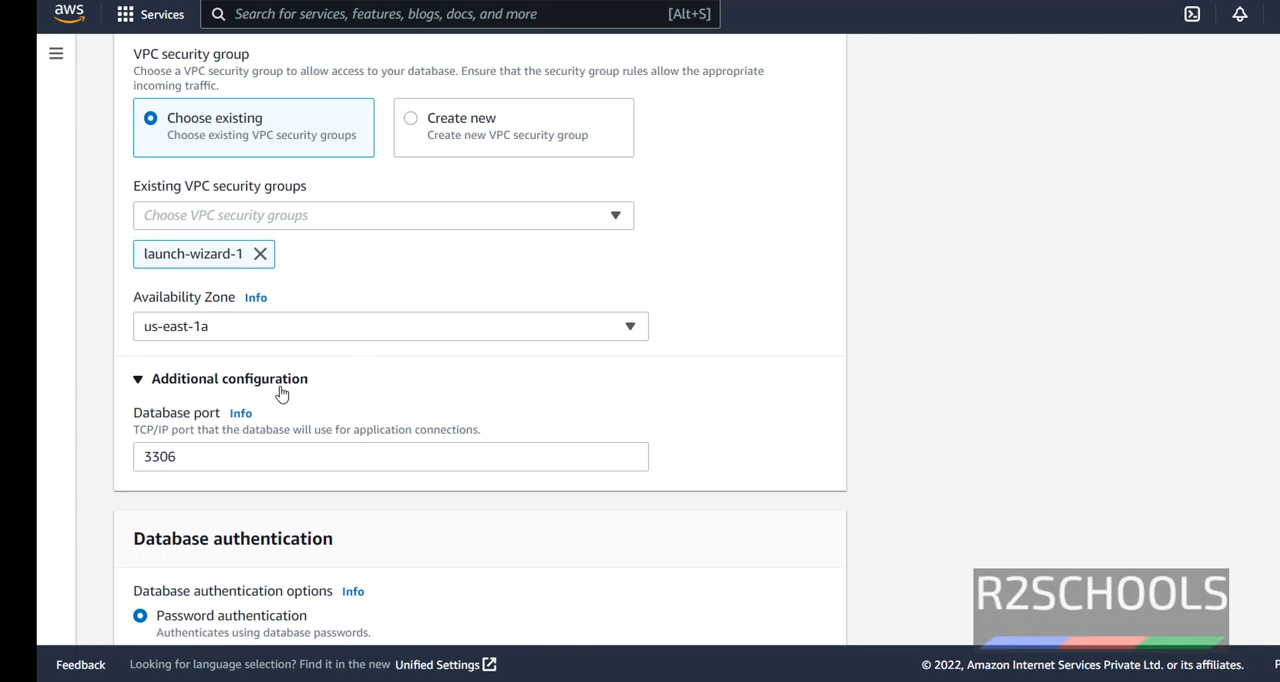 aws
Services
Search for services, features, blogs, docs, and more
[Alt+S]
VPC security group
Choose a VPC security group to allow access to your database. Ensure that the security group rules allow the appropriate
incoming traffic.
Choose existing
Choose existing VPC security groups
Create new
Create new VPC security group
Existing VPC security groups
Choose VPC security groups
launch-wizard-1
Availability Zone Info
us-east-1a
Additional configuration
Database port Info
TCP/IP port that the database will use for application connections.
3306
Database authentication
Database authentication options Info
Password authentication
Authenticates using database passwords.
R2SCHOOLS
Feedback
Looking for language selection? Find it in the new Unified Settings
© 2022, Amazon Internet Services Private Ltd. or its affiliates.